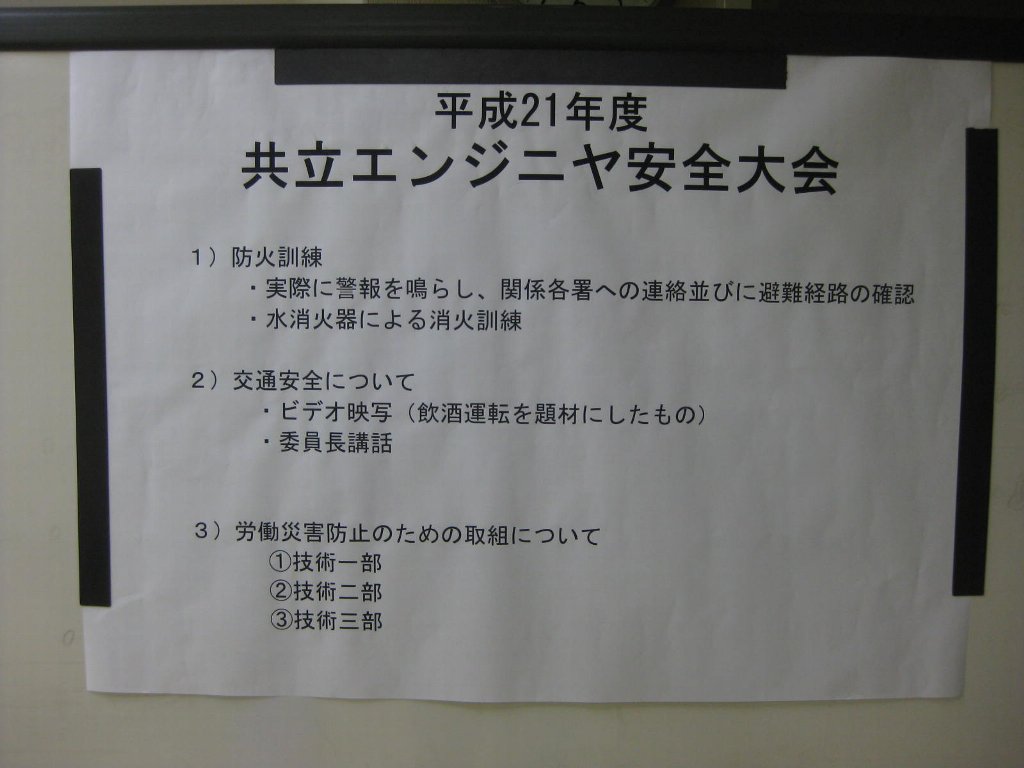 平成21年度
共立エンジニヤ安全大会
１）防火訓練
・実際に警報を鳴らし、関係各署への連絡並びに避難経路の確認
・水消火器による消火訓練
２）交通安全について
・ビデオ映写（飲酒運転を題材にしたもの）
・委員長講話
３）労働災害防止のための取組について
①技術一部
②技術二部
③技術三部